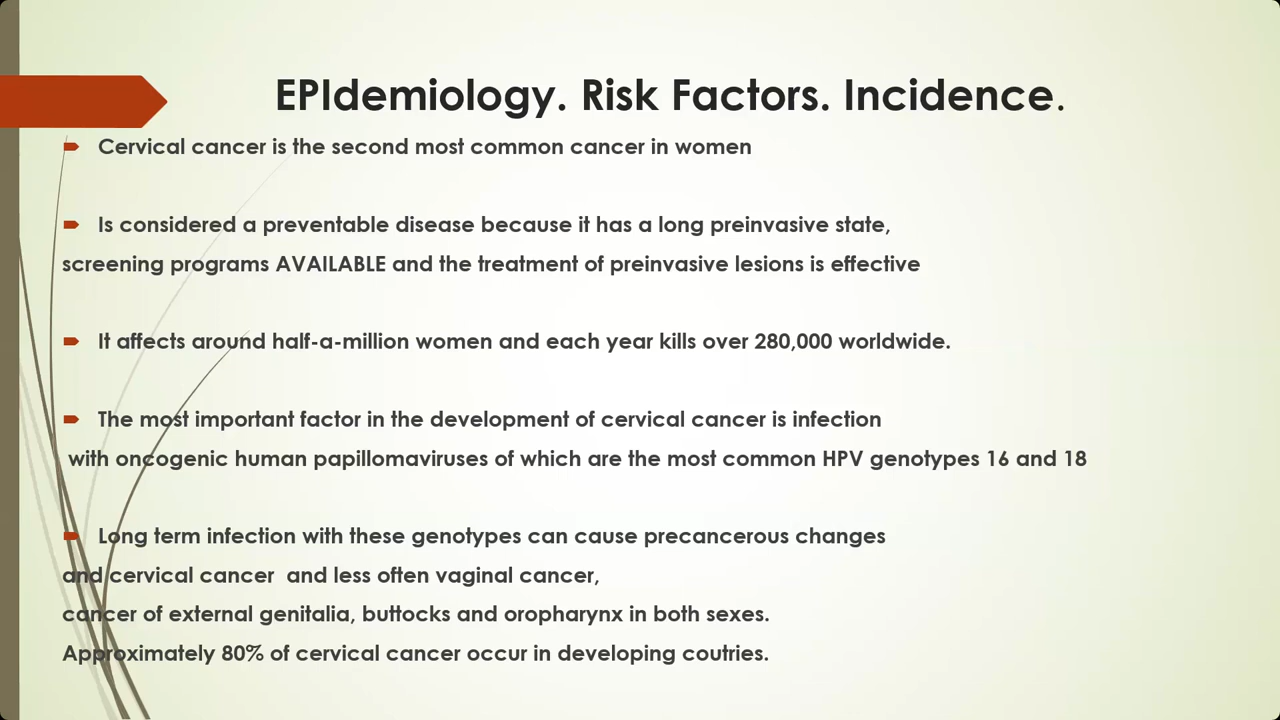 EPIdemiology. Risk Factors. Incidence.
Cervical cancer is the second most common cancer in women
Is considered a preventable disease because it has a long preinvasive state,
screening programs AVAILABLE and the treatment of preinvasive lesions is effective
It affects around half-a-million women and each year kills over 280,000 worldwide.
The most important factor in the development of cervical cancer is infection
with oncogenic human papillomaviruses of which are the most common HPV genotypes 16 and 18
Long term infection with these genotypes can cause precancerous changes
and cervical cancer and less often vaginal cancer,
cancer of external genitalia, buttocks and oropharynx in both sexes.
Approximately 80% of cervical cancer occur in developing coutries.